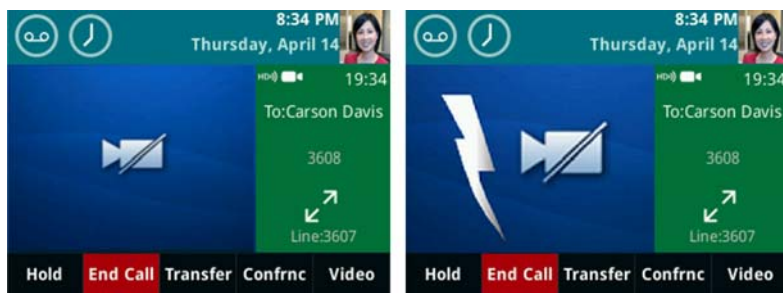 8:34 PM
Thursday, April 14
HD
19:34
To:Carson Davis
3608
Line:3607
Hold End Call Transfer Confrnc Video
8:34 PM
Thursday, April 14
HD
19:34
To:Carson Davis
3608
Line:3607
Hold End Call Transfer Confrnc Video